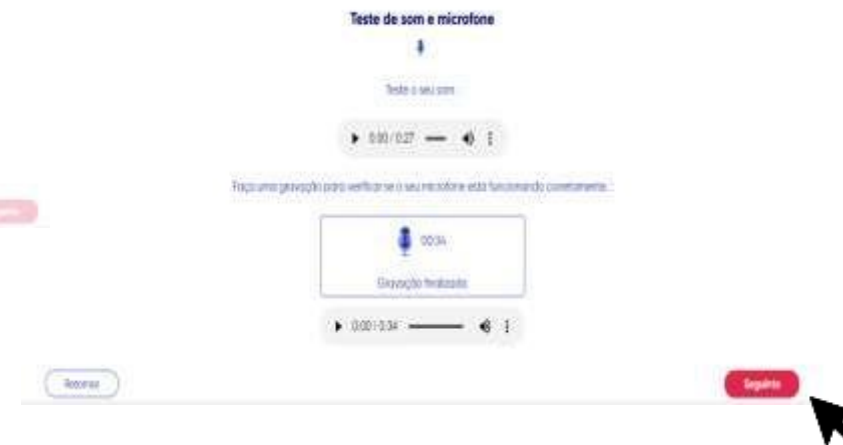 Teste de som e microfone
Teste o seu som
0:00 / 0:27
Faça uma gravação para verificar se o seu microfone está funcionando corretamente.
00:34
Gravação finalizada
0:00 / 0:34
Retornar
Seguinte